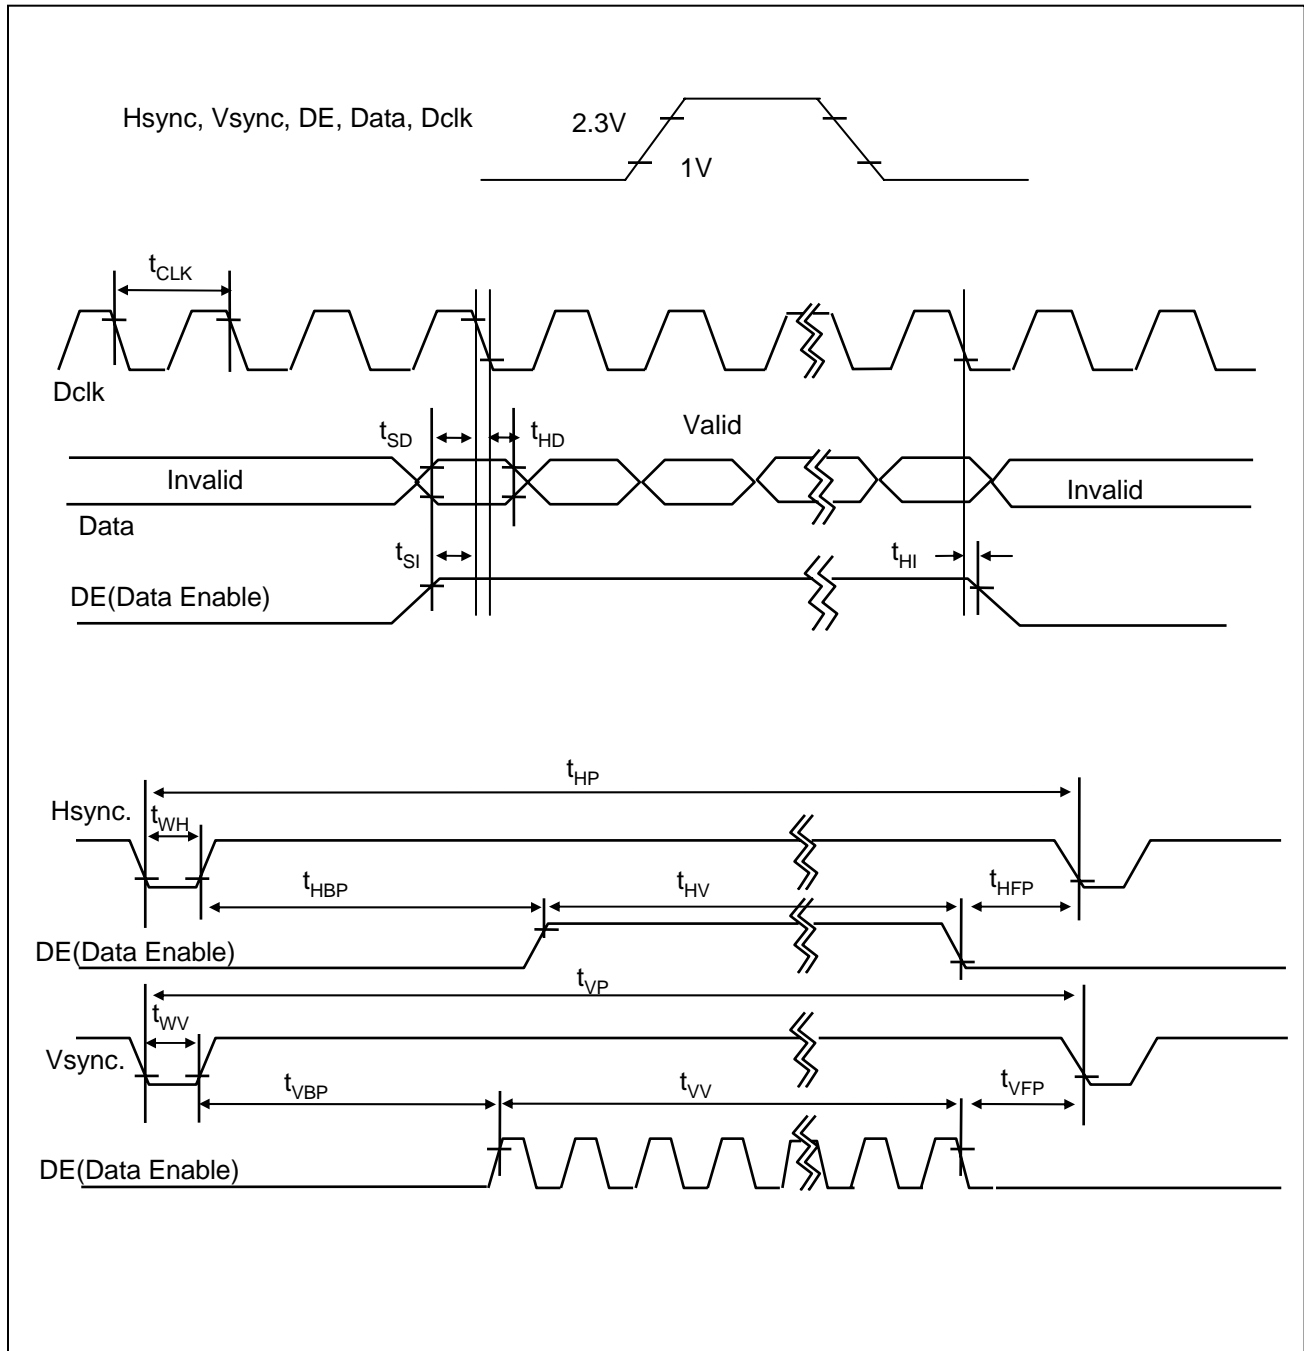 Hsync, Vsync, DE, Data, Dclk
2.3V
1V
tCLK
Dclk
tSD
tHD
Valid
Invalid
Invalid
Data
tSI
tHI
DE(Data Enable)
tHP
Hsync.
tWH
tHBP
tHV
tHFP
DE(Data Enable)
tVP
tWV
Vsync.
tVBP
tVV
tVFP
DE(Data Enable)